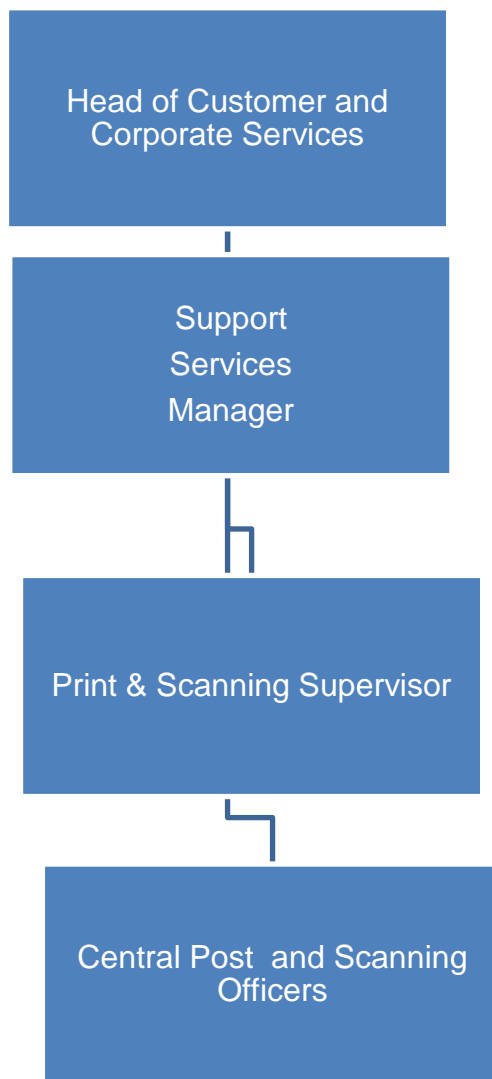 Head of Customer and
Corporate Services
Support
Services
Manager
Print & Scanning Supervisor
Central Post  and Scanning
Officers